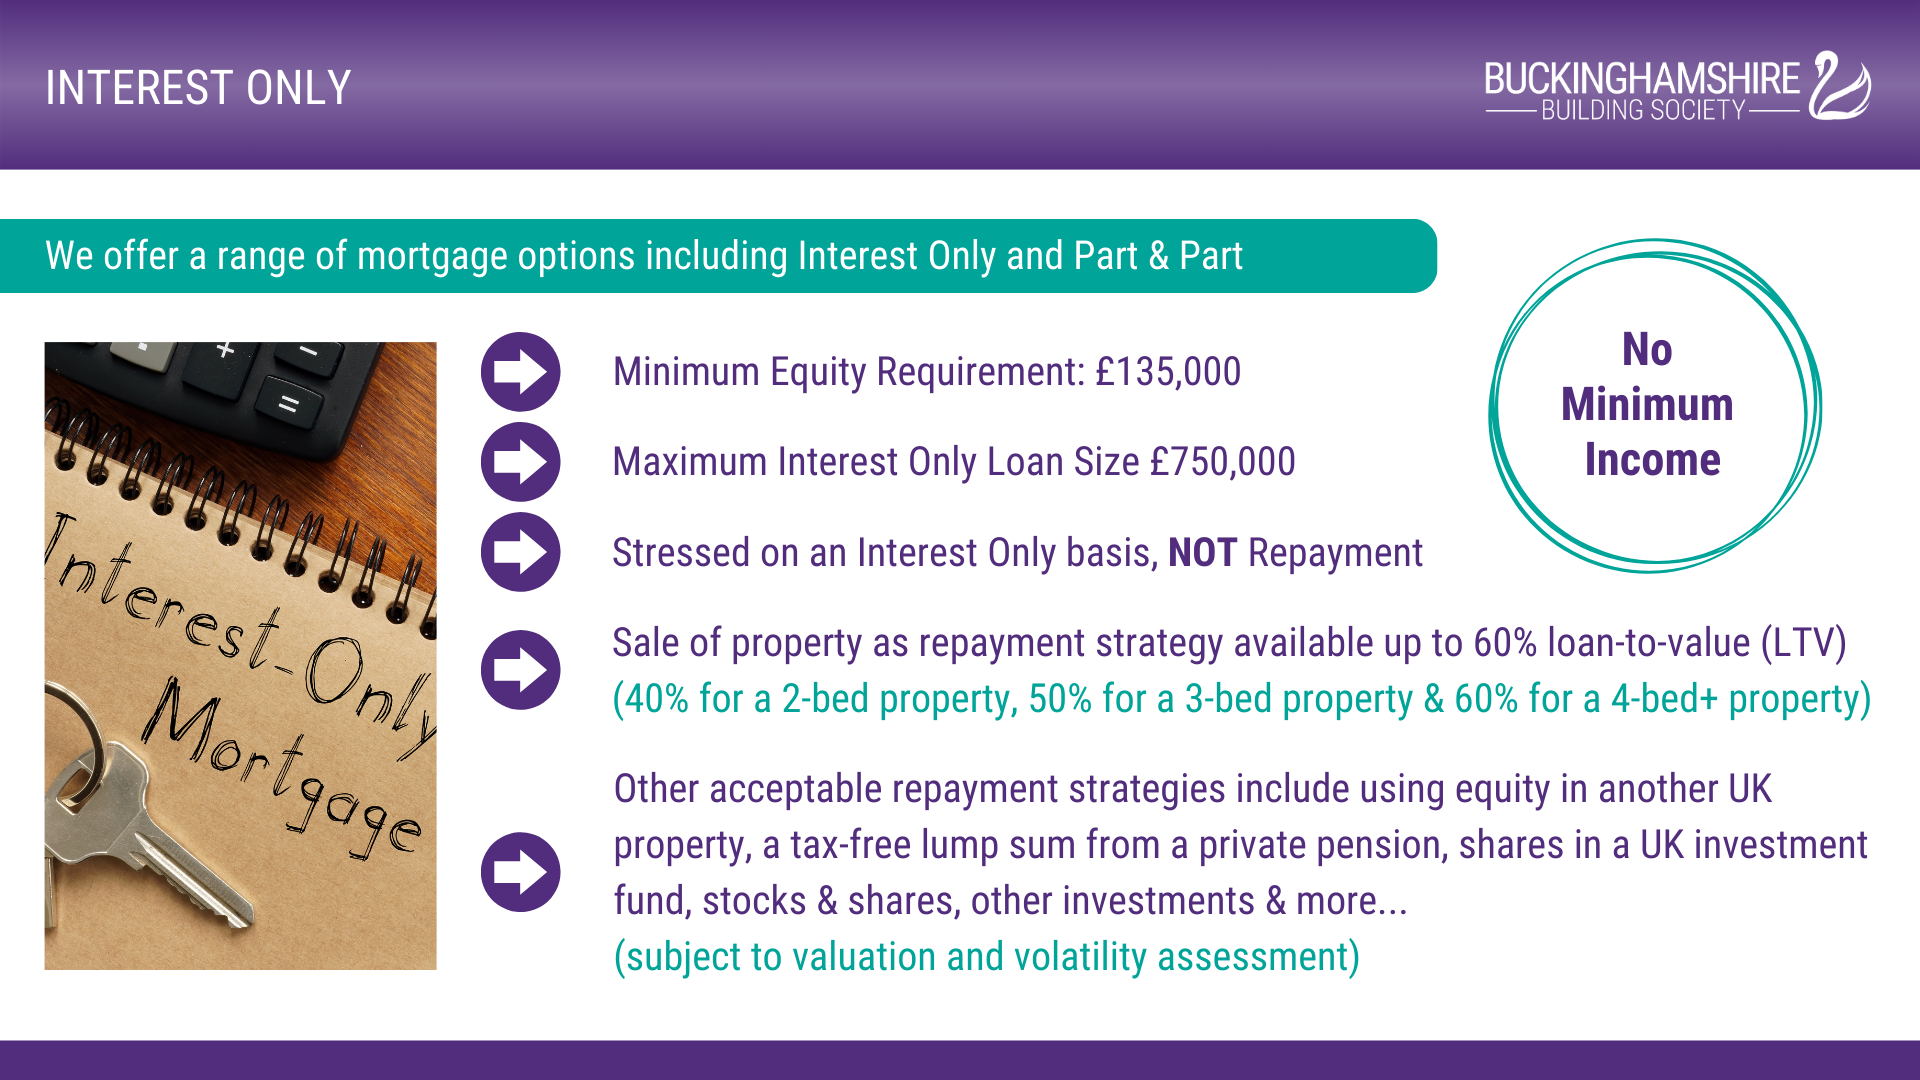 INTEREST ONLY
BUCKINGHAMSHIRE
BUILDING SOCIETY
We offer a range of mortgage options including Interest Only and Part & Part
No
Minimum
Income
Minimum Equity Requirement: £135,000
Maximum Interest Only Loan Size £750,000
Stressed on an Interest Only basis, NOT Repayment
Sale of property as repayment strategy available up to 60% loan-to-value (LTV)
(40% for a 2-bed property, 50% for a 3-bed property & 60% for a 4-bed+ property)
Other acceptable repayment strategies include using equity in another UK
property, a tax-free lump sum from a private pension, shares in a UK investment
fund, stocks & shares, other investments & more...
(subject to valuation and volatility assessment)
+
−
=
Interest-Only
Mortgage